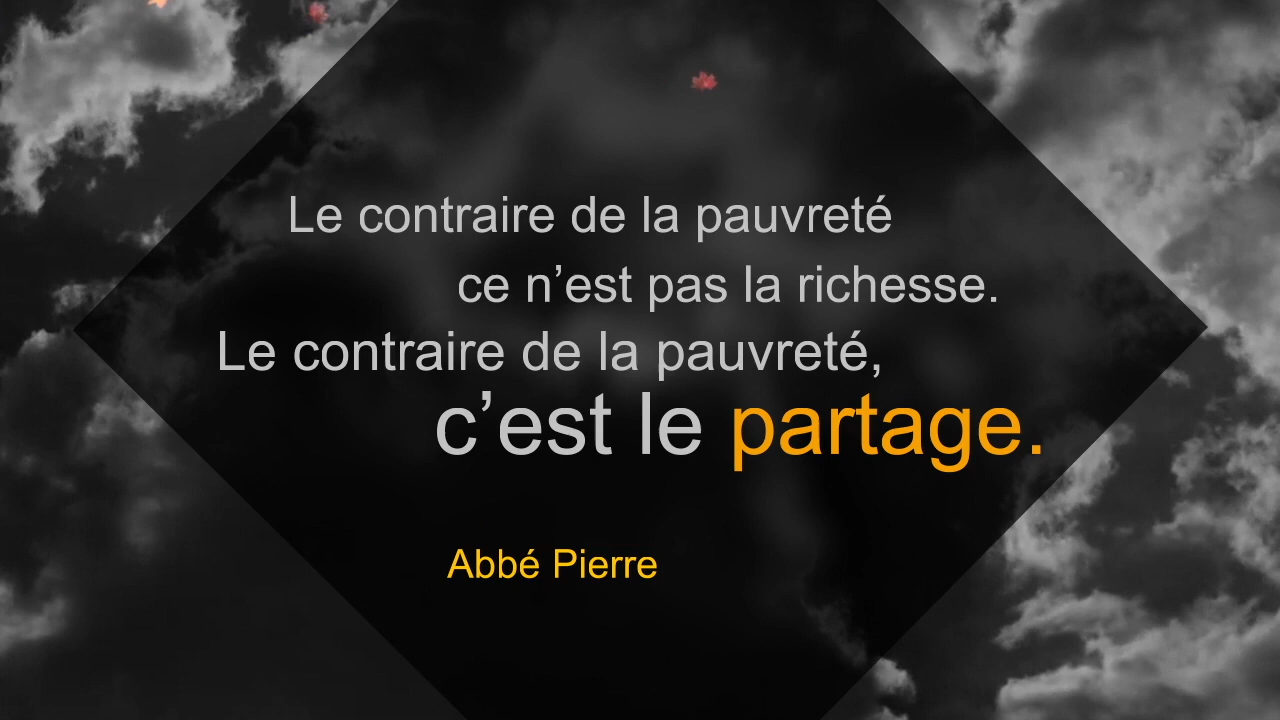 Le contraire de la pauvreté
ce n’est pas la richesse.
Le contraire de la pauvreté,
c’est le partage.
Abbé Pierre